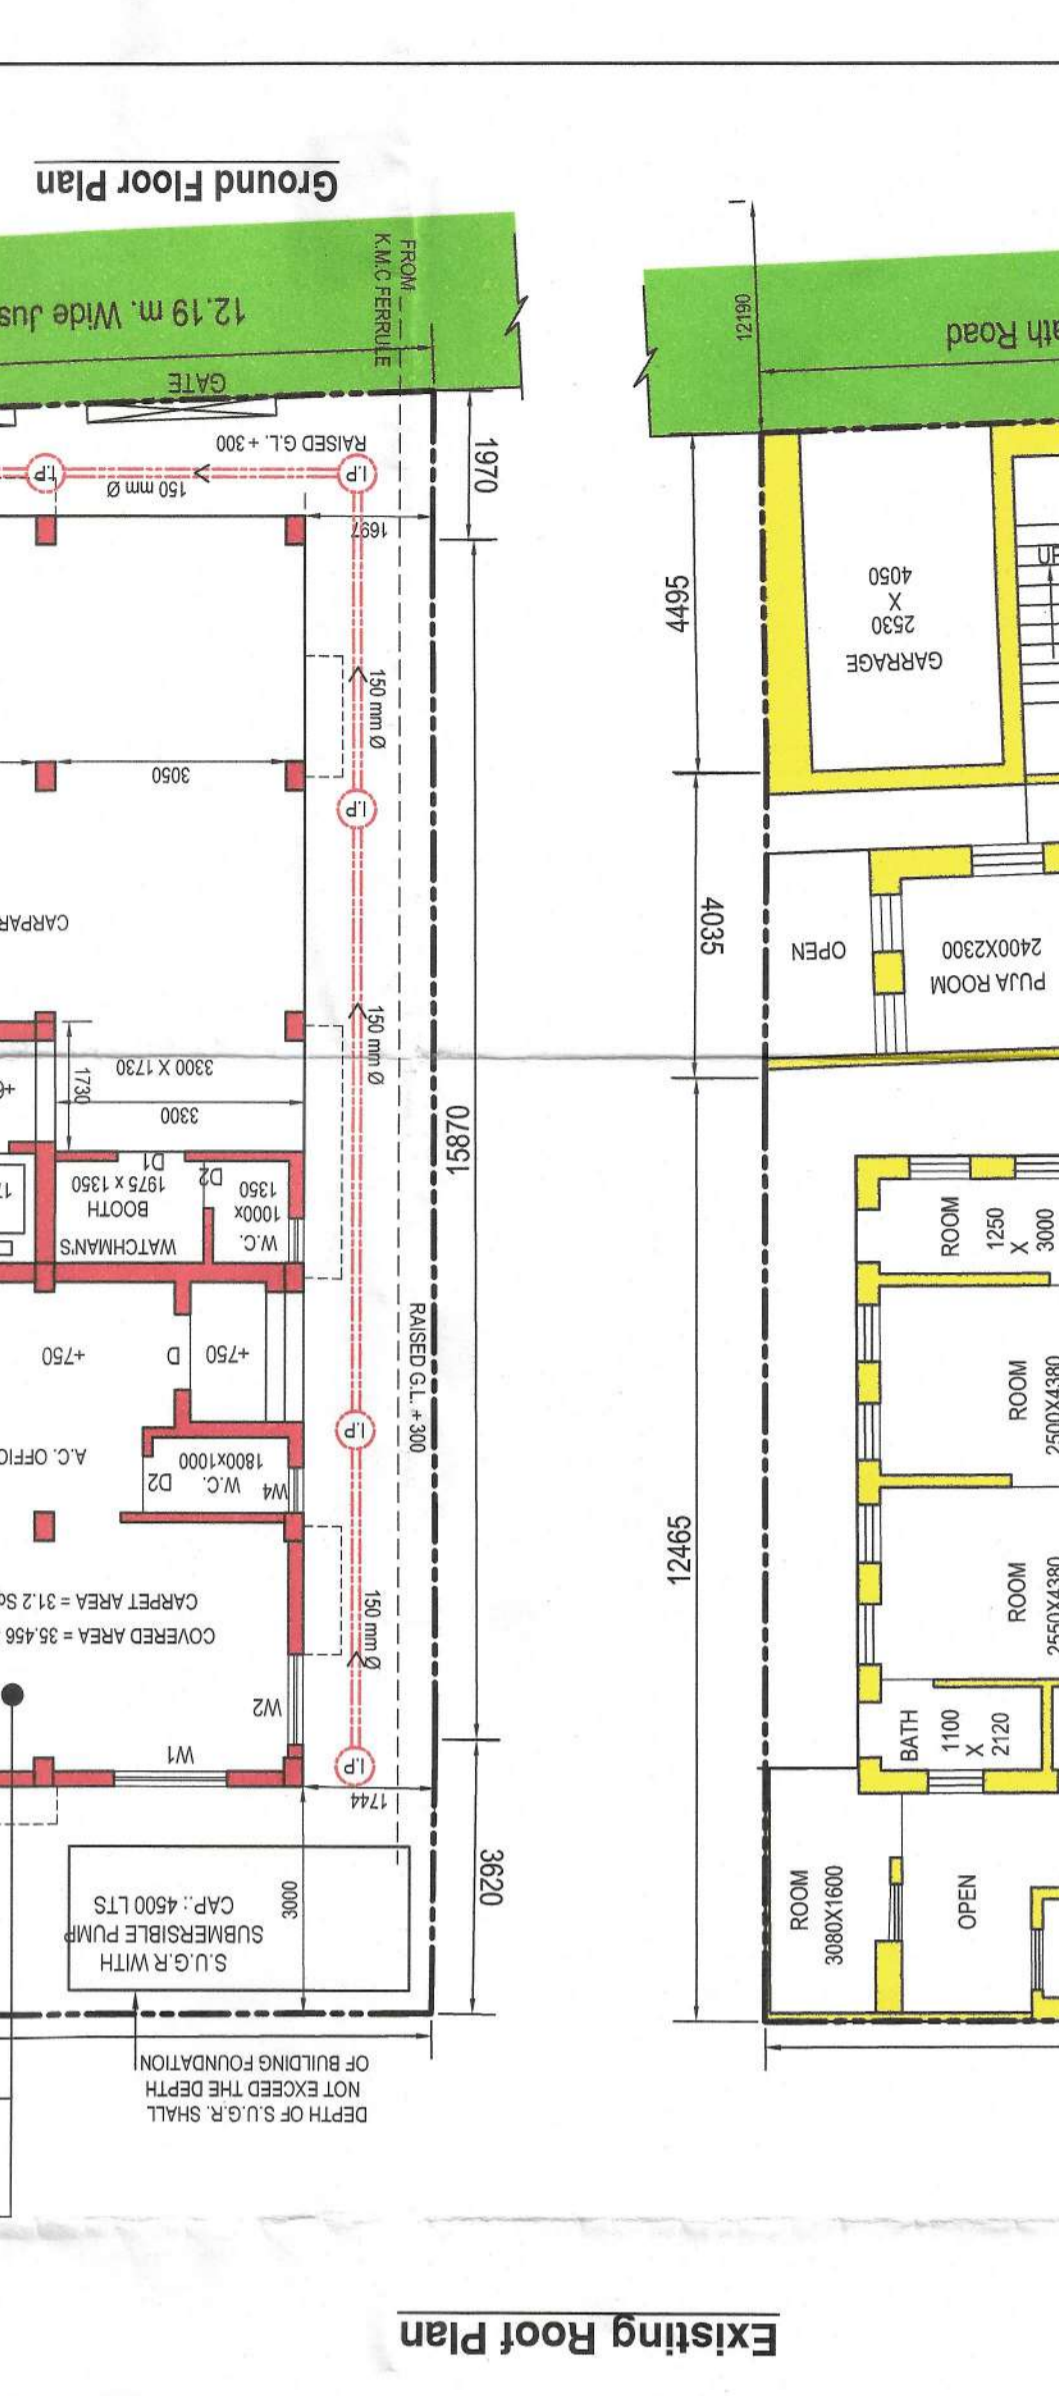 Ground Floor Plan
12.19 m. Wide
FROM
K.M.C FERRULE
GATE
RAISED G.L. + 300
I.P
150 mm Ø
I.P
1970
1697
150 mm Ø
3050
I.P
150 mm Ø
15870
3300 X 1730
1730
3300
D1
D2
1975 x 1350
BOOTH
WATCHMAN'S
1350
1000x
W.C.
RAISED G.L. + 300
+750
D
+750
I.P
A.C.
1800x1000
W.C.
D2
W4
CARPET AREA = 31.2
COVERED AREA = 35.456
150 mm Ø
W2
W1
I.P
1744
3620
3000
S.U.G.R WITH
SUBMERSIBLE PUMP
CAP.: 4500 LTS
DEPTH OF S.U.G.R. SHALL
NOT EXCEED THE DEPTH
OF BUILDING FOUNDATION
12190
Road
4495
GARRAGE
2530
X
4050
4035
OPEN
PUJA ROOM
2400X2300
12465
ROOM
1250
X
3000
ROOM
2500X4380
ROOM
2550X4380
BATH
1100
X
2120
ROOM
3080X1600
OPEN
Existing Roof Plan